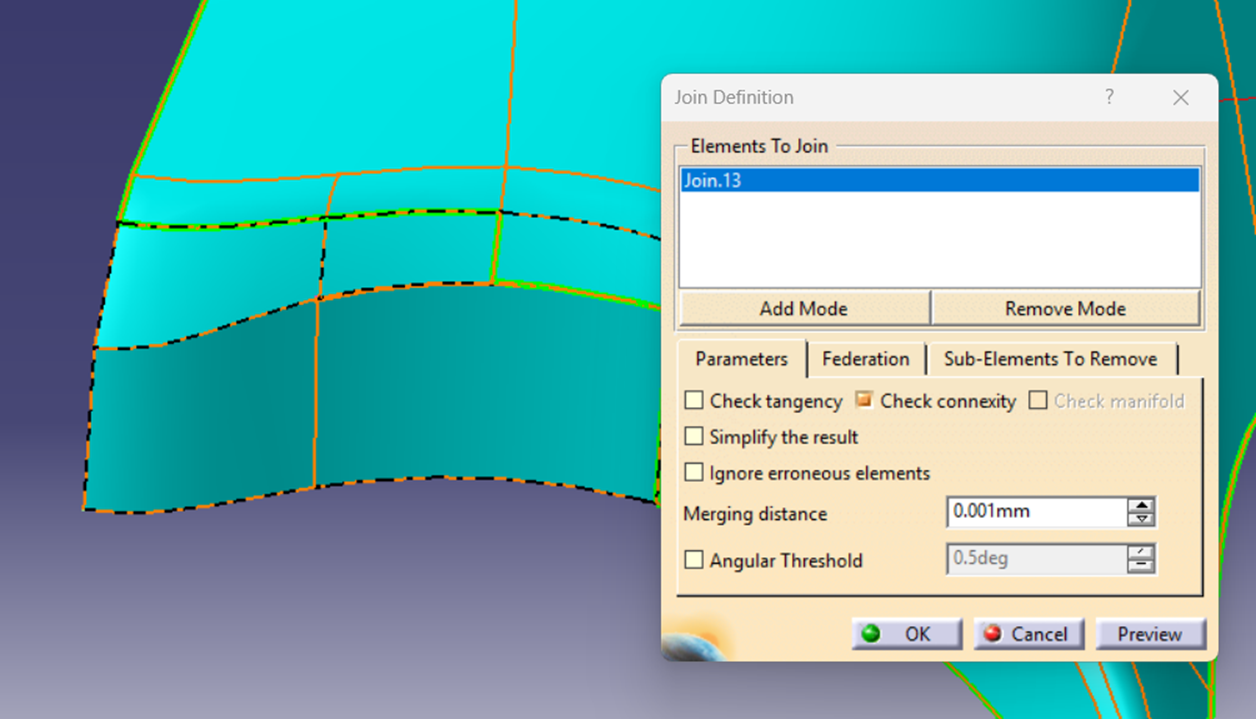 Join Definition ?
Elements To Join
Join.13
Add Mode Remove Mode
Parameters Federation Sub-Elements To Remove
Check tangency Check connexity Check manifold
Simplify the result
Ignore erroneous elements
Merging distance 0.001mm
Angular Threshold 0.5deg
OK Cancel Preview